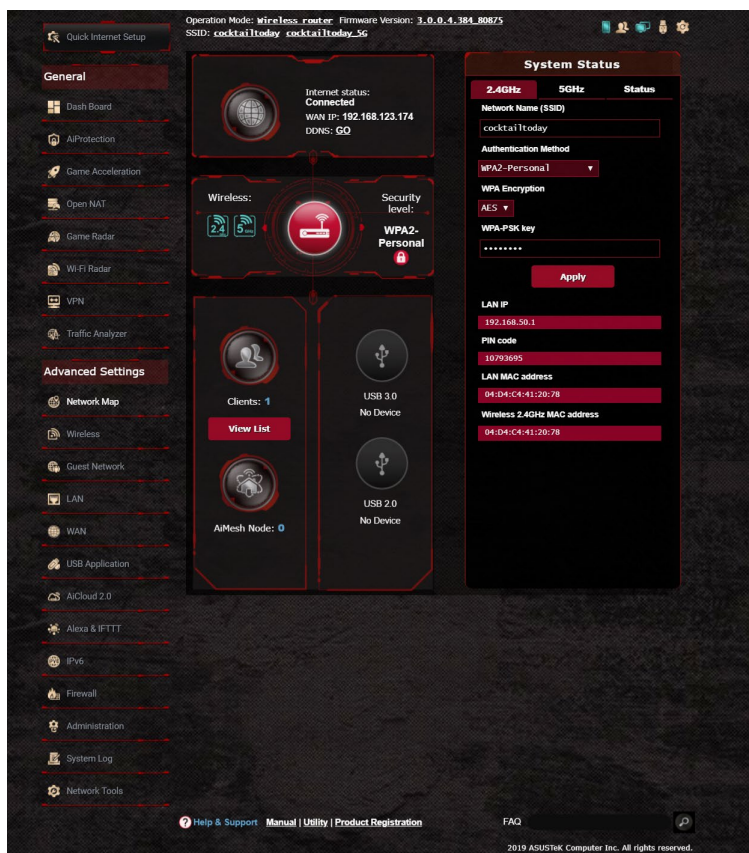 Operation Mode: Wireless router Firmware Version: 3.0.0.4.384_80875
SSID: cocktailtoday cocktailtoday_5G
Quick Internet Setup
General
Dash Board
AiProtection
Game Acceleration
Open NAT
Game Radar
Wi-Fi Radar
VPN
Traffic Analyzer
Advanced Settings
Network Map
Wireless
Guest Network
LAN
WAN
USB Application
AiCloud 2.0
Alexa & IFTTT
IPv6
Firewall
Administration
System Log
Network Tools
Internet status:
Connected
WAN IP: 192.168.123.174
DDNS: GO
Wireless:
2.4
5
Security
level:
WPA2-
Personal
Clients: 1
View List
AiMesh Node: 0
USB 3.0
No Device
USB 2.0
No Device
System Status
2.4GHz 5GHz Status
Network Name (SSID)
cocktailtoday
Authentication
Method
WPA2-Personal
WPA Encryption
AES
WPA-PSK key
Apply
LAN IP
192.168.50.1
PIN code
10793695
LAN MAC address
04:D4:C4:41:20:78
Wireless 2.4GHz MAC address
04:D4:C4:41:20:78
? Help & Support Manual | Utility | Product Registration
FAQ
2019 ASUSTeK Computer Inc. All rights reserved.